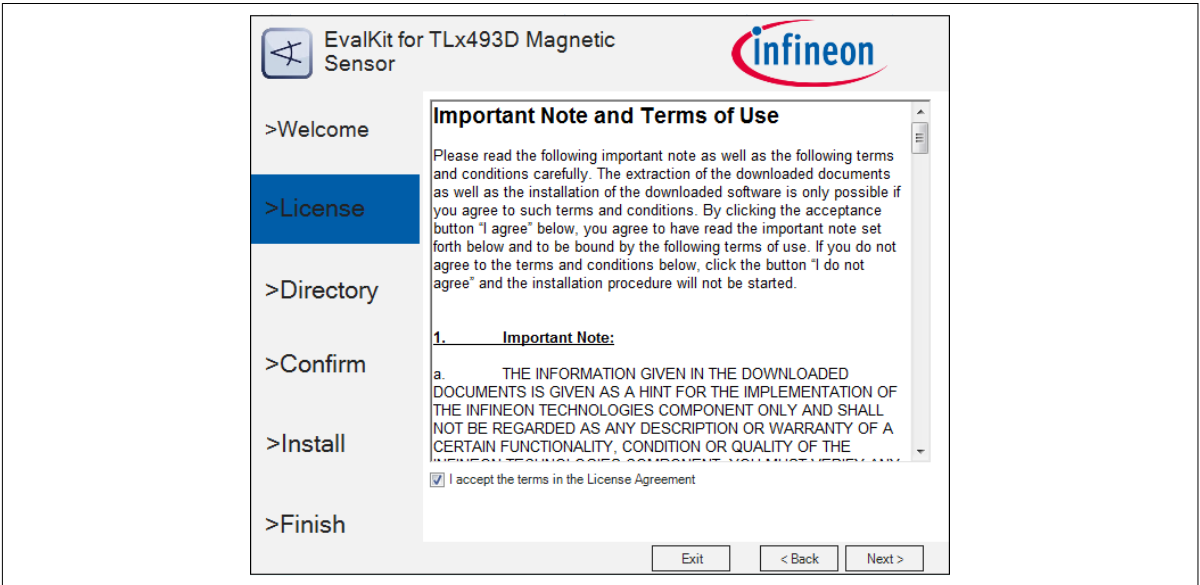 EvalKit for TLx493D Magnetic
Sensor
infineon
>Welcome
>License
>Directory
>Confirm
>Install
>Finish
Important Note and Terms of Use
Please read the following important note as well as the following terms
and conditions carefully. The extraction of the downloaded documents
as well as the installation of the downloaded software is only possible if
you agree to such terms and conditions. By clicking the acceptance
button “I agree” below, you agree to have read the important note set
forth below and to be bound by the following terms of use. If you do not
agree to the terms and conditions below, click the button “I do not
agree” and the installation procedure will not be started.
1. Important Note:
a. THE INFORMATION GIVEN IN THE DOWNLOADED
DOCUMENTS IS GIVEN AS A HINT FOR THE IMPLEMENTATION OF
THE INFINEON TECHNOLOGIES COMPONENT ONLY AND SHALL
NOT BE REGARDED AS ANY DESCRIPTION OR WARRANTY OF A
CERTAIN FUNCTIONALITY, CONDITION OR QUALITY OF THE
INFINEON TECHNOLOGIES COMPONENT. YOU MUST VERIFY ANY
I accept the terms in the License Agreement
Exit
< Back
Next >